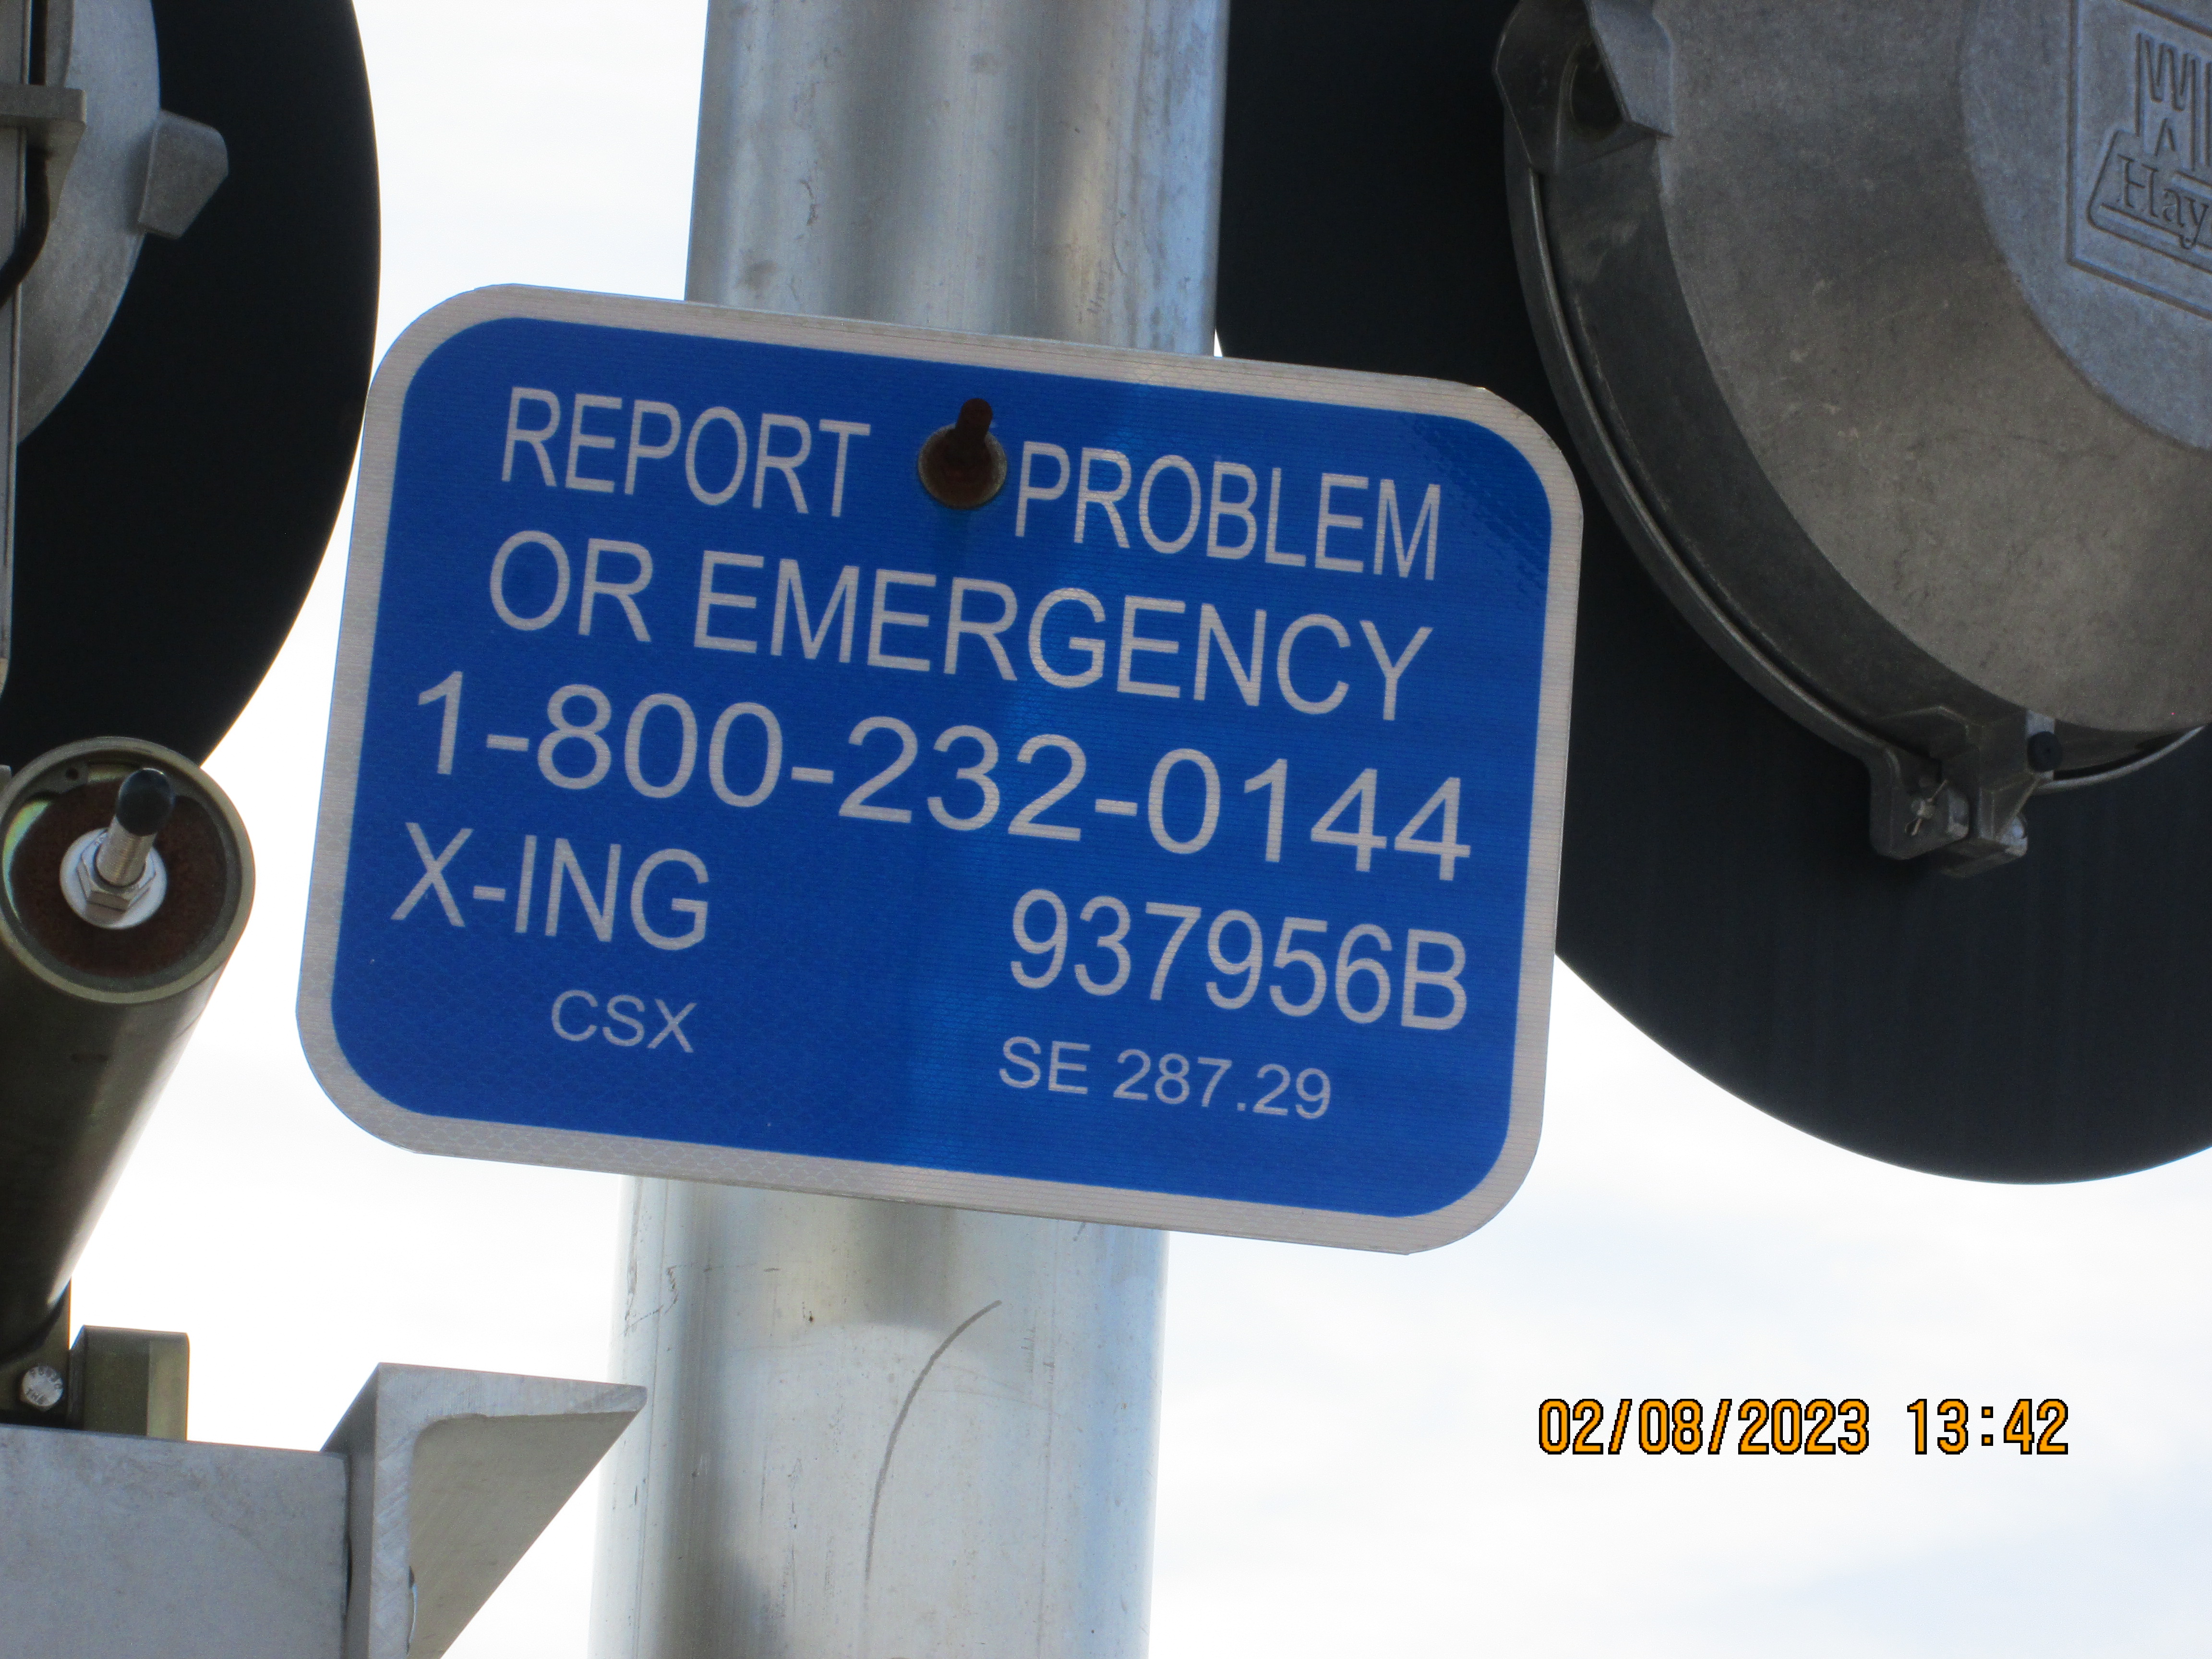 REPORT PROBLEM
OR EMERGENCY
1-800-232-0144
X-ING 937956B
CSX SE 287.29
Hay
02/08/2023 13:42